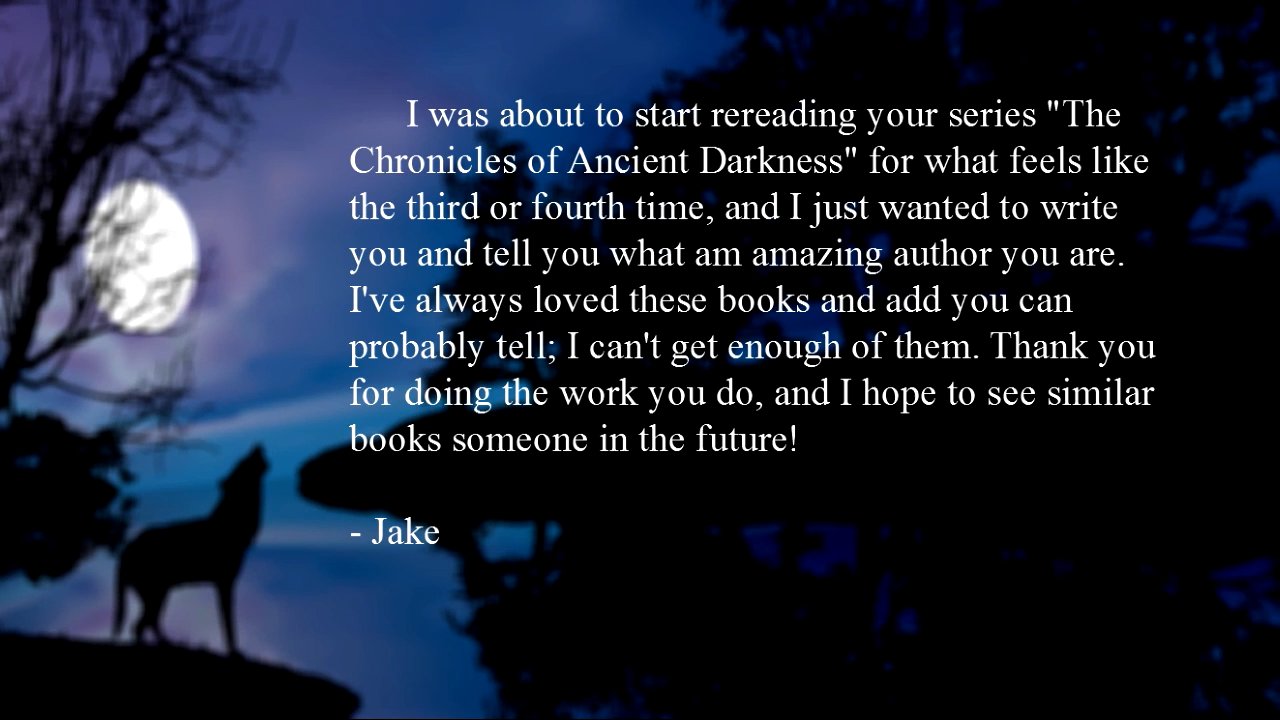 I was about to start rereading your series "The
Chronicles of Ancient Darkness" for what feels like
the third or fourth time, and I just wanted to write
you and tell you what am amazing author you are.
I've always loved these books and add you can
probably tell; I can't get enough of them. Thank you
for doing the work you do, and I hope to see similar
books someone in the future!
- Jake